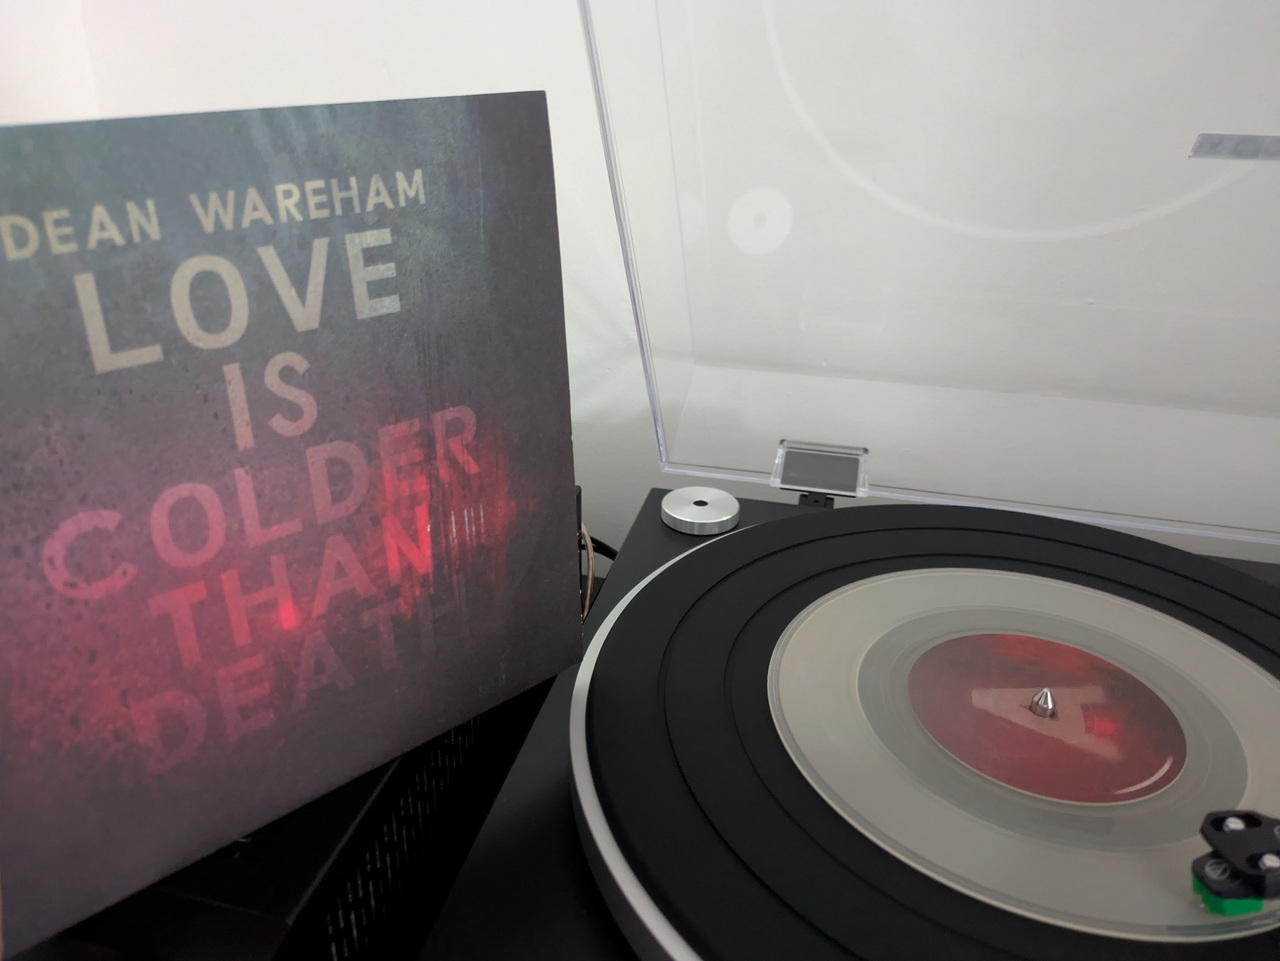 DEAN WAREHAM
LOVE
IS
COLDER
THAN
DEATH